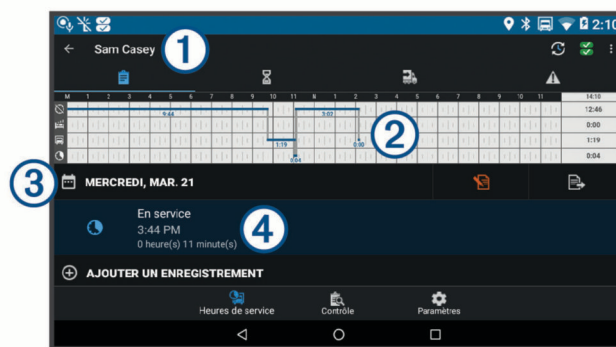 2:10
Sam Casey
1
M 1 2 3 4 5 6 7 8 9 10 11 N 1 2 3 4 5 6 7 8 9 10 11 14:10
9:44 3:02 12:46
0:00
1:19 0:00 1:19
0:04 0:04
2
3
MERCREDI, MAR. 21
En service
3:44 PM
0 heure(s) 11 minute(s)
4
AJOUTER UN ENREGISTREMENT
Heures de service Contrôle Paramètres